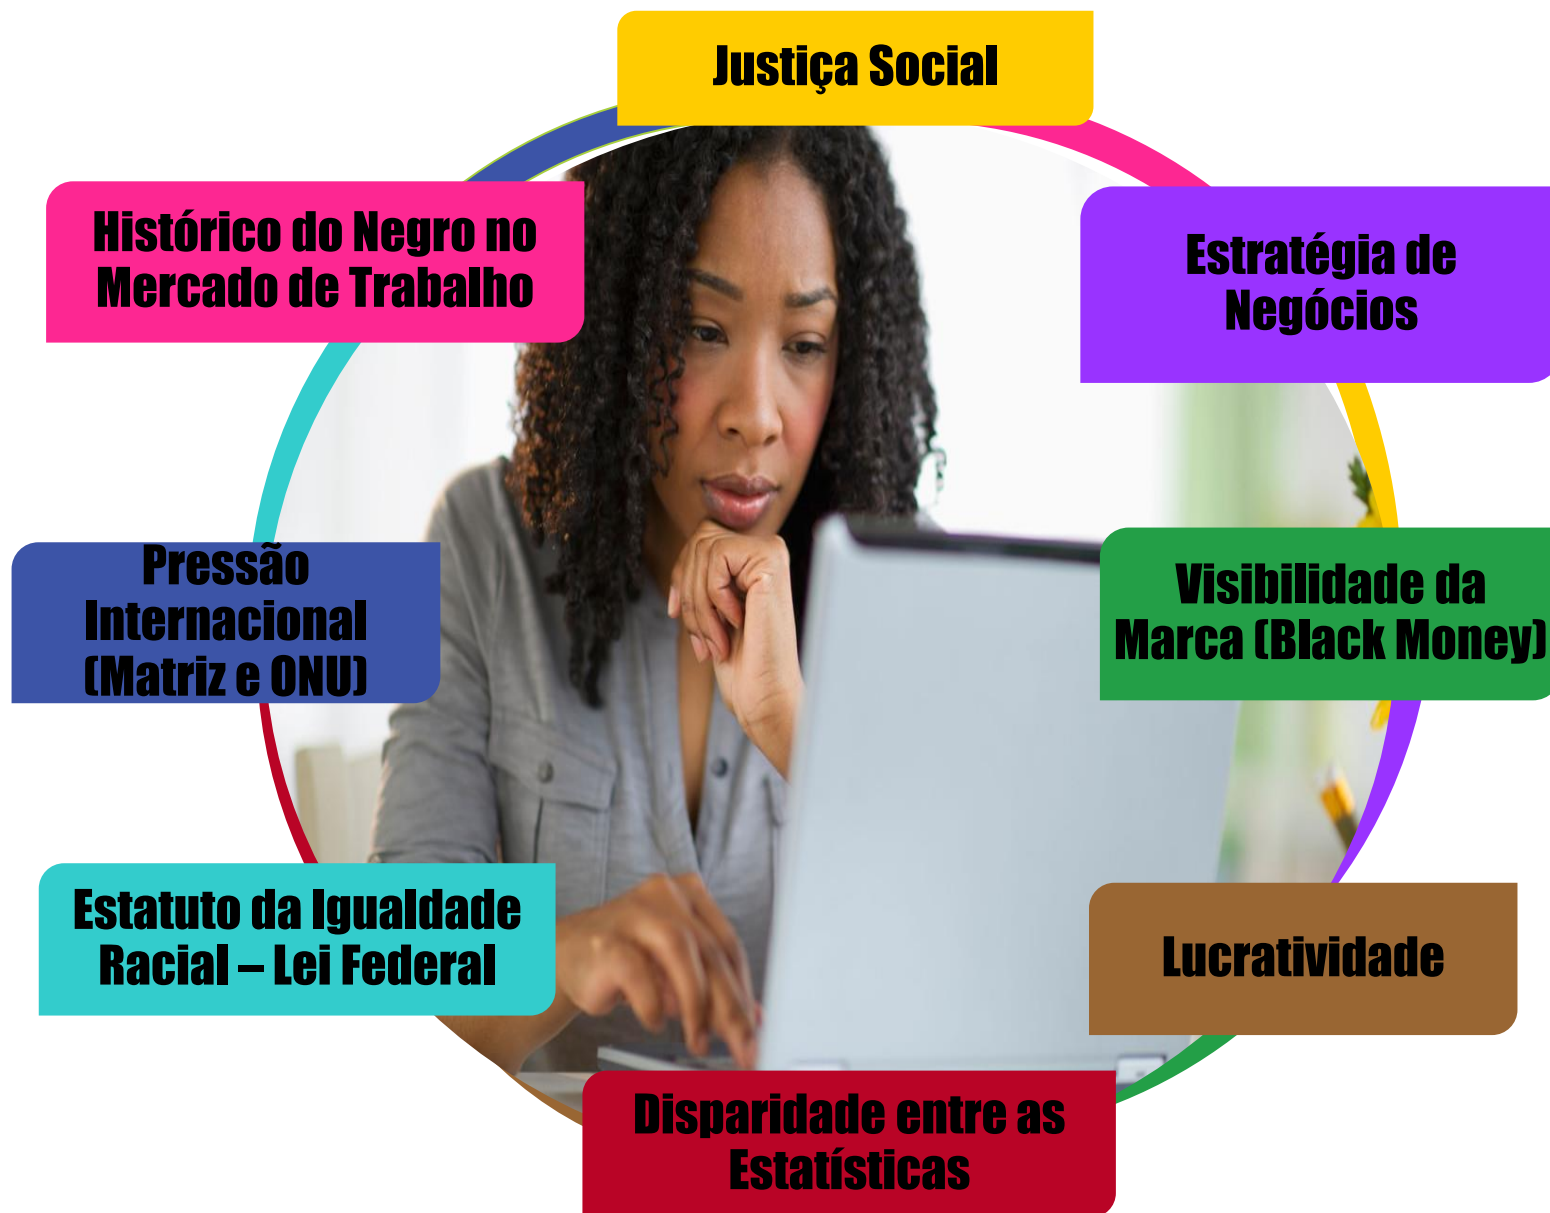 Justiça Social
Histórico do Negro no
Mercado de Trabalho
Estratégia de
Negócios
Pressão
Internacional
(Matriz e ONU)
Visibilidade da
Marca (Black Money)
Estatuto da Igualdade
Racial – Lei Federal
Lucratividade
Disparidade entre as
Estatísticas